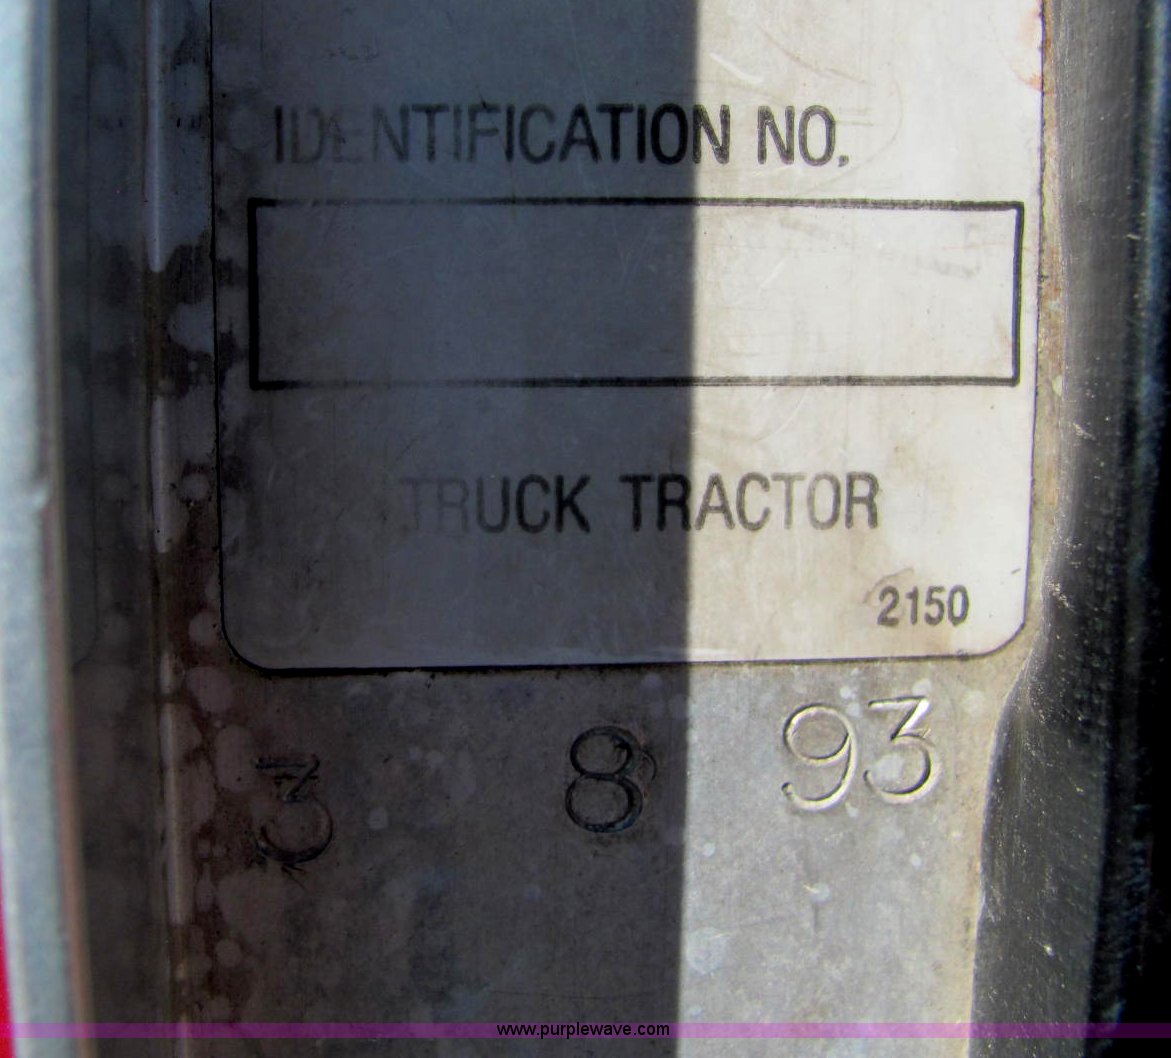 IDENTIFICATION NO.
TRUCK TRACTOR
2150
3 8 93
www.purplewave.com